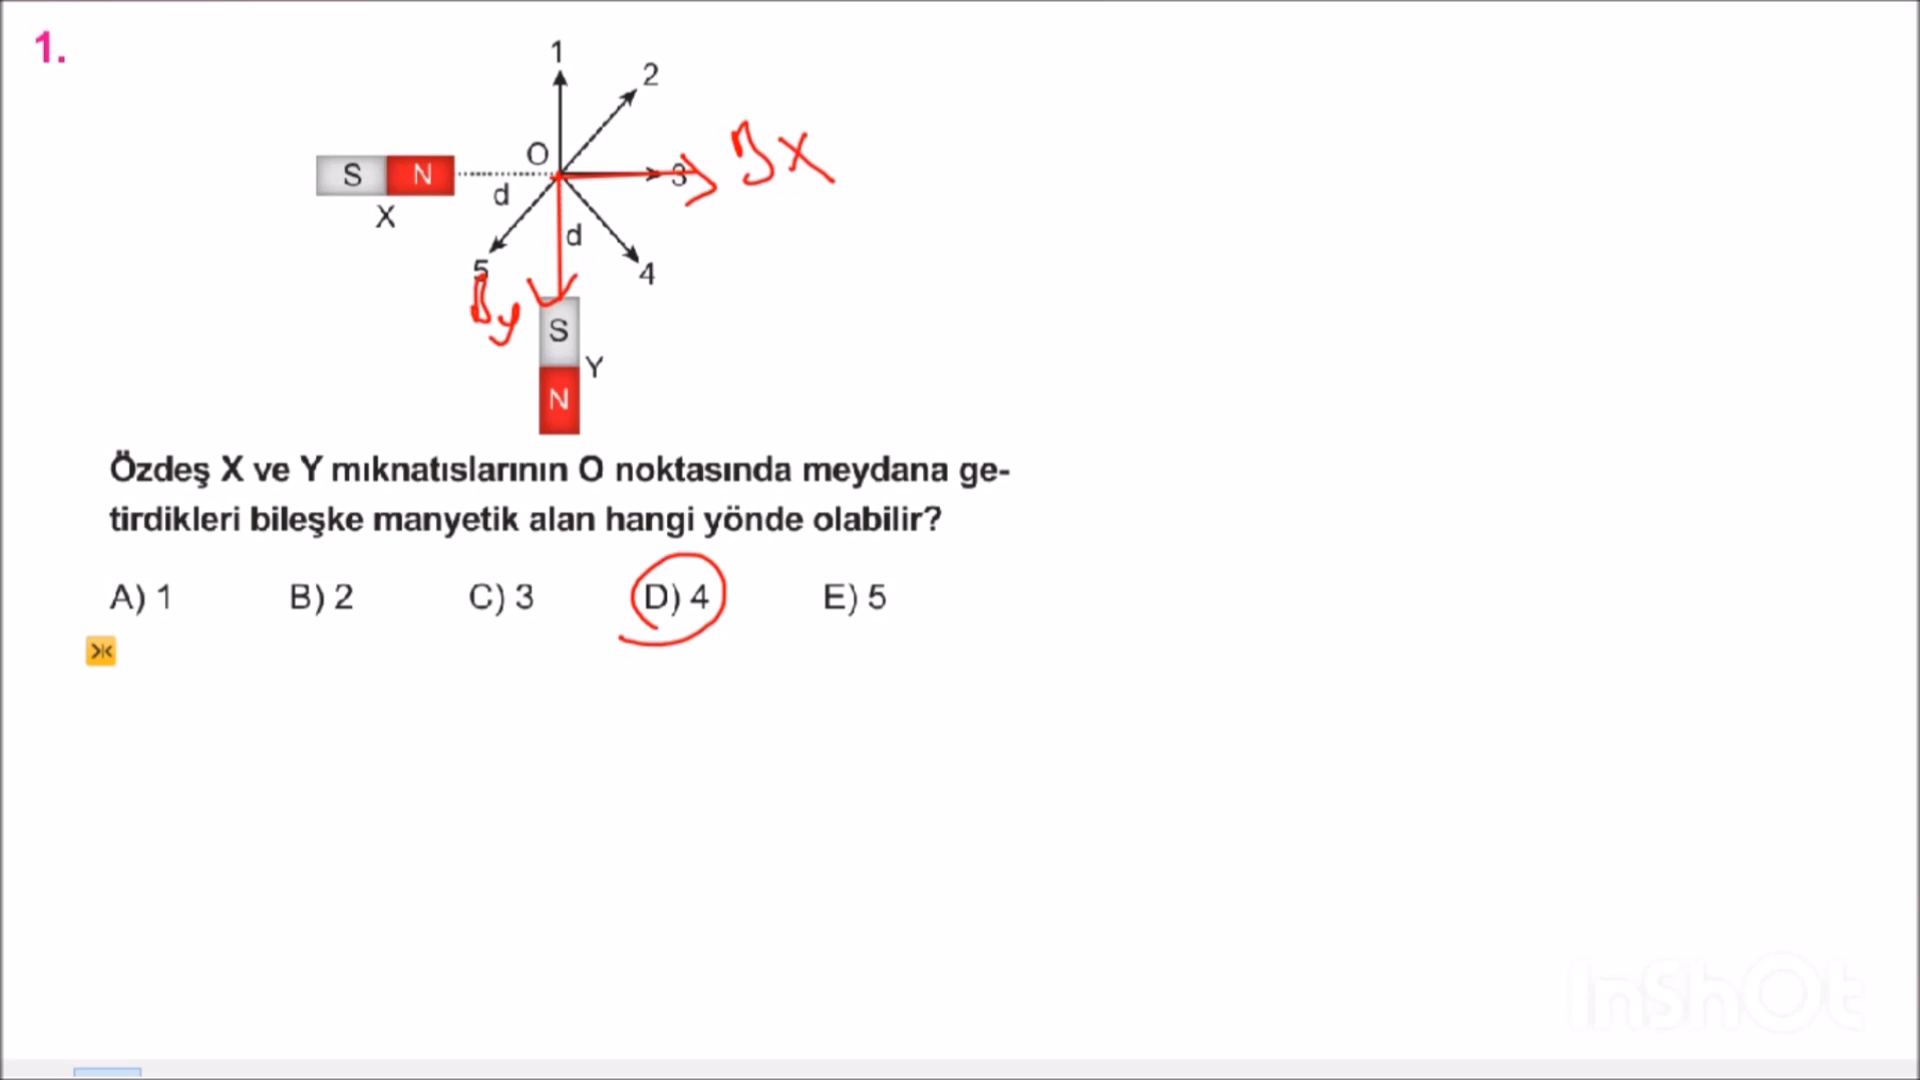 1.
1
2
O
S N
3
Bx
d
X
d
5
4
By
S
Y
N
Özdeş X ve Y mıknatıslarının O noktasında meydana ge-
tirdikleri bileşke manyetik alan hangi yönde olabilir?
A) 1 B) 2 C) 3 D) 4 E) 5
InShOt